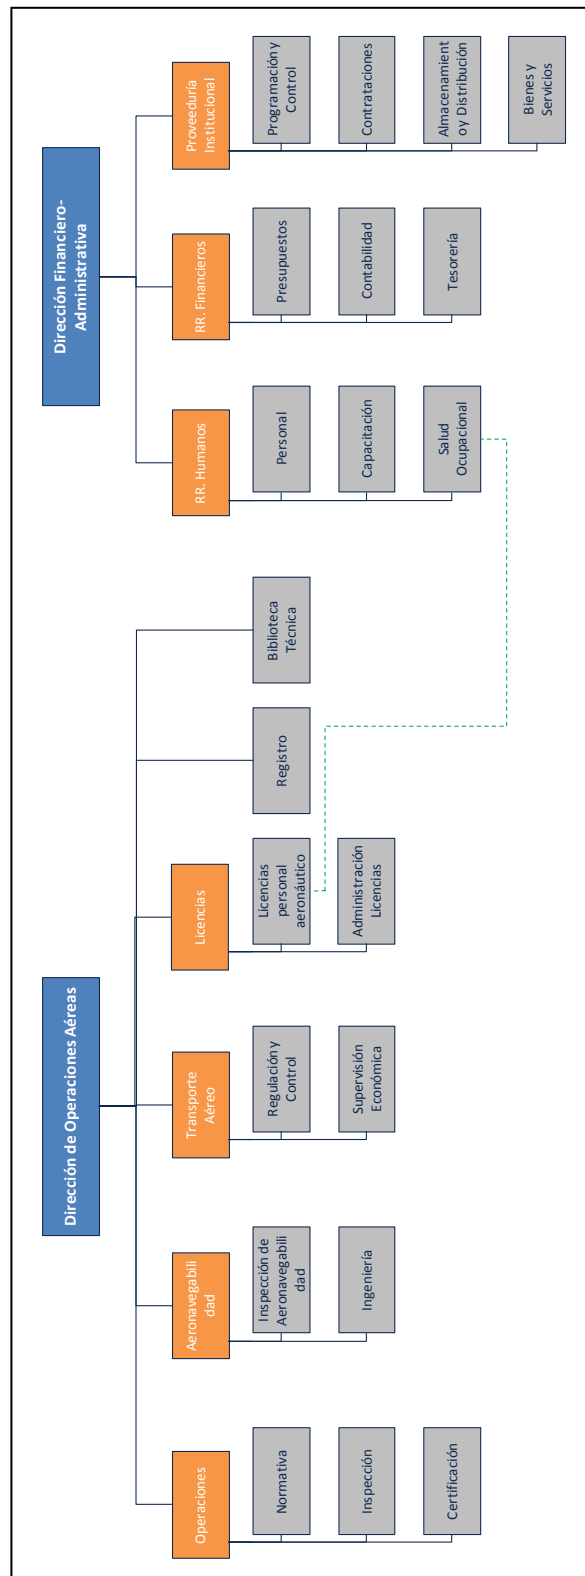 Dirección de Operaciones Aéreas
Operaciones
Normativa
Inspección
Certificación
Aeronavegabili
dad
Inspección de
Aeronavegabili
dad
Ingeniería
Transporte
Aéreo
Regulación y
Control
Supervisión
Económica
Licencias
Licencias
personal
aeronáutico
Administración
Licencias
Registro
Biblioteca
Técnica
Dirección Financiero-
Administrativa
RR. Humanos
Personal
Capacitación
Salud
Ocupacional
RR. Financieros
Presupuestos
Contabilidad
Tesorería
Proveeduría
Institucional
Programación y
Control
Contrataciones
Almacenamient
o y Distribución
Bienes y
Servicios